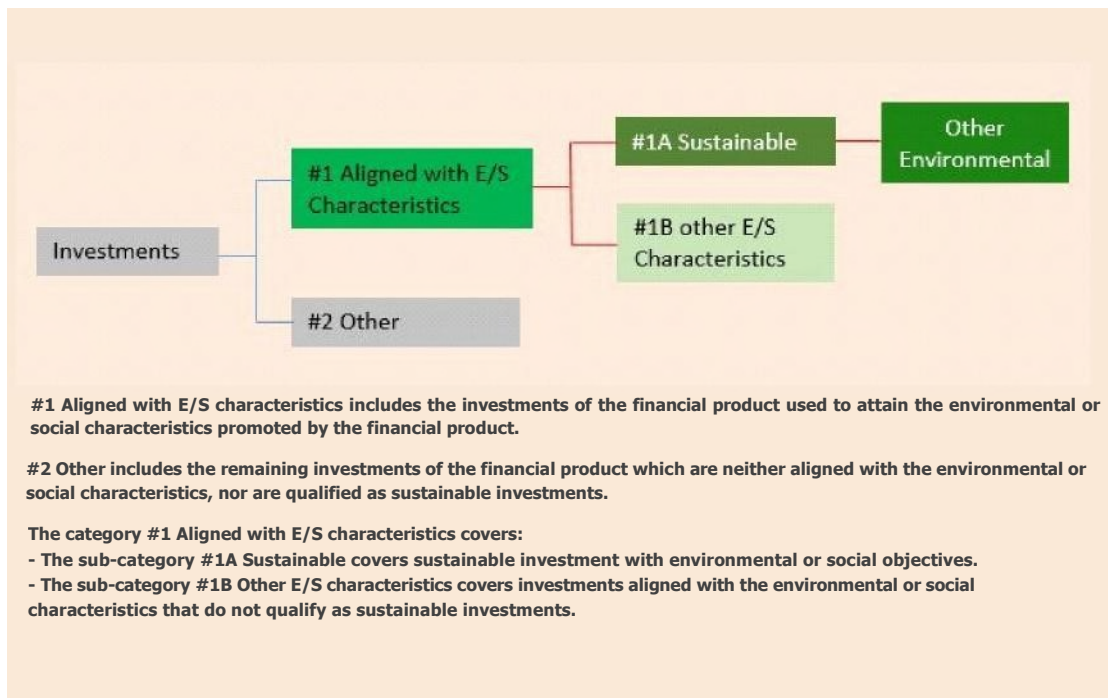 Other
Environmental
#1A Sustainable
#1 Aligned with E/S
Characteristics
#1B other E/S
Characteristics
Investments
#2 Other
#1 Aligned with E/S characteristics includes the investments of the financial product used to attain the environmental or
social characteristics promoted by the financial product.
#2 Other includes the remaining investments of the financial product which are neither aligned with the environmental or
social characteristics, nor are qualified as sustainable investments.
The category #1 Aligned with E/S characteristics covers:
- The sub-category #1A Sustainable covers sustainable investment with environmental or social objectives.
- The sub-category #1B Other E/S characteristics covers investments aligned with the environmental or social
characteristics that do not qualify as sustainable investments.